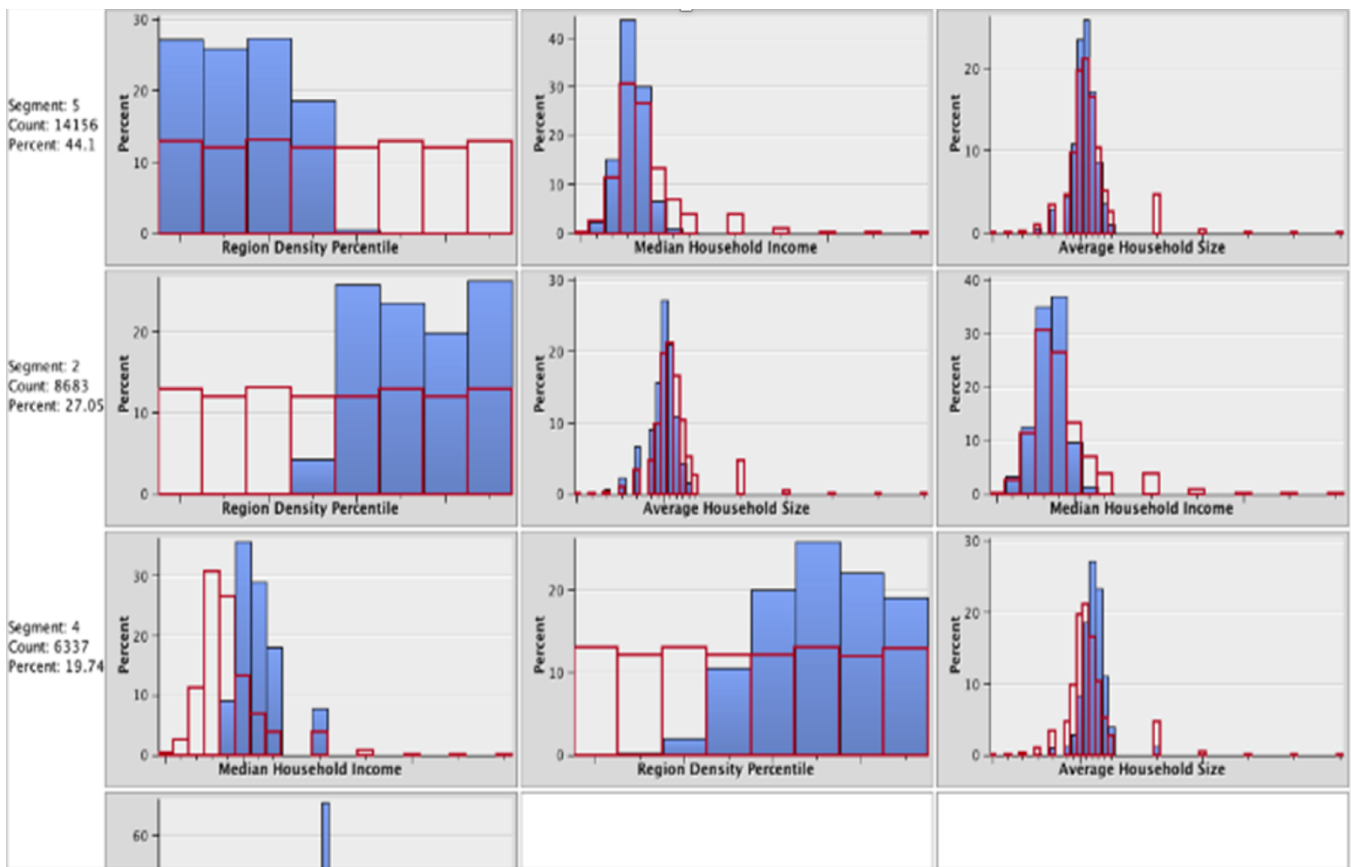 Segment: 5
Count: 14156
Percent: 44.1
Percent
30
20
10
0
Region Density Percentile
Percent
40
30
20
10
0
Median Household Income
Percent
20
10
0
Average Household Size
Segment: 2
Count: 8683
Percent: 27.05
Percent
20
10
0
Region Density Percentile
Percent
30
20
10
0
Average Household Size
Percent
40
30
20
10
0
Median Household Income
Segment: 4
Count: 6337
Percent: 19.74
Percent
30
20
10
0
Median Household Income
Percent
20
10
0
Region Density Percentile
Percent
30
20
10
0
Average Household Size
60